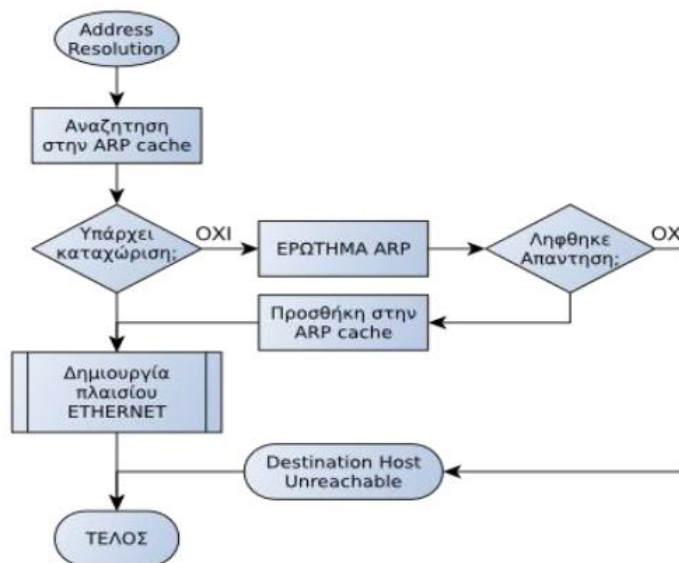 Address
Resolution
Αναζητηση
στην ARP cache
Υπάρχει
καταχώριση;
ΟΧΙ
ΕΡΩΤΗΜΑ ARP
Ληφθηκε
Απαντηση;
ΟΧ
Προσθήκη στην
ARP cache
Δημιουργία
πλαισίου
ETHERNET
Destination Host
Unreachable
ΤΕΛΟΣ